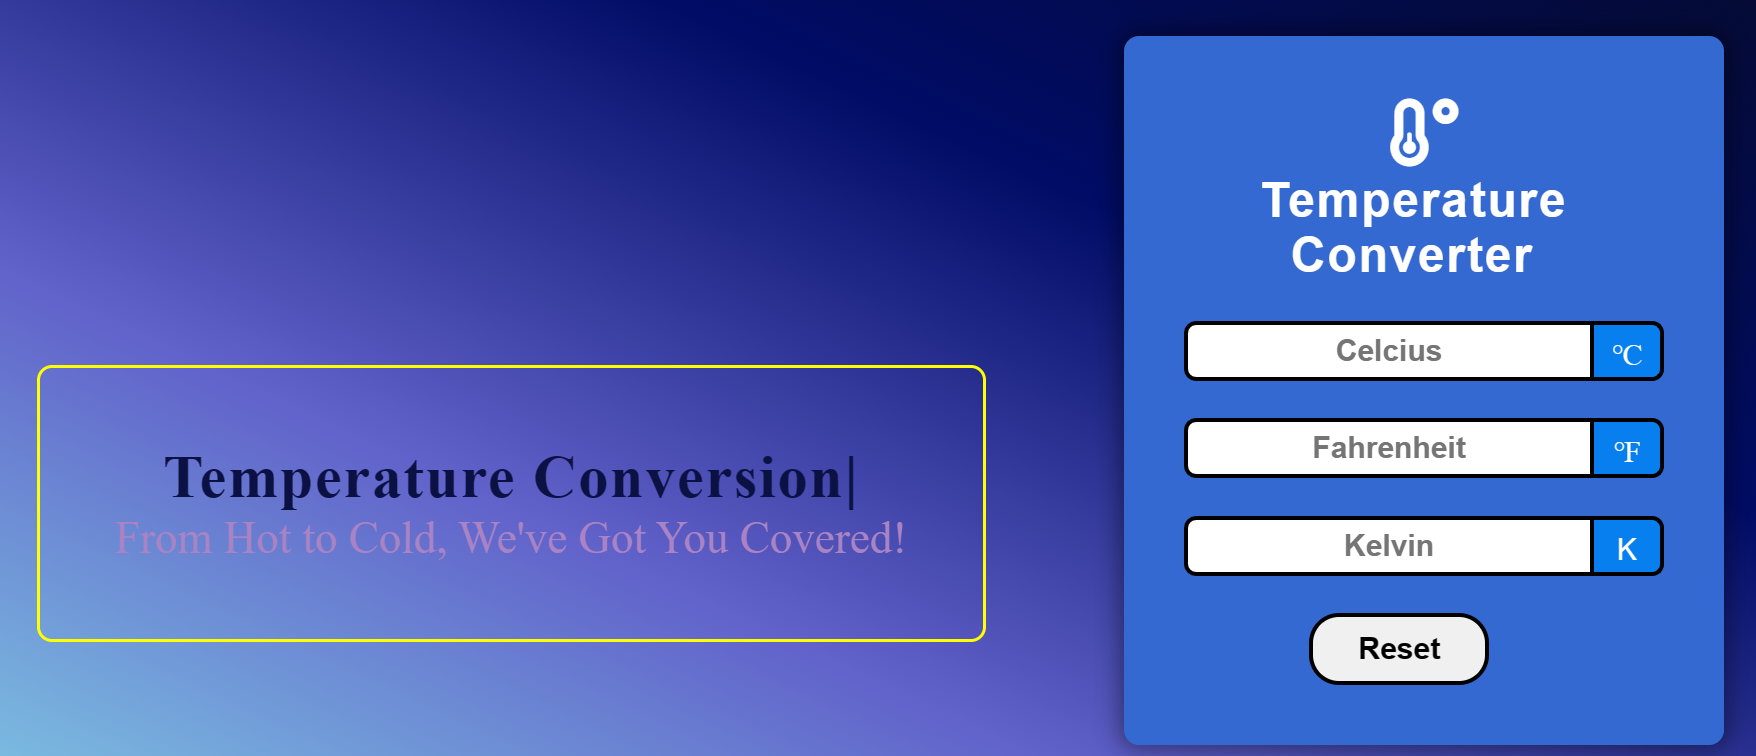 Temperature Conversion|
From Hot to Cold, We've Got You Covered!
Temperature
Converter
Celcius
°C
Fahrenheit
°F
Kelvin
K
Reset